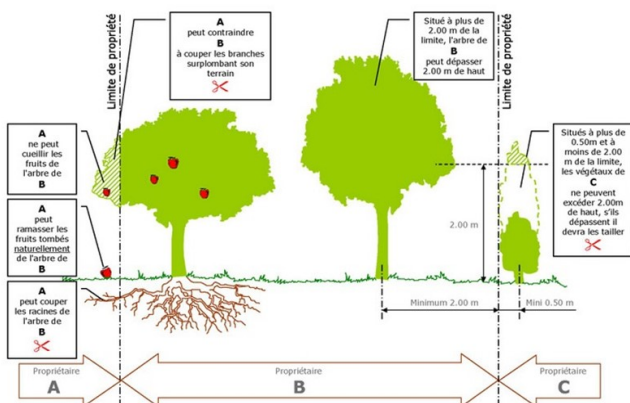 Limite de propriété
A
peut contraindre
B
à couper les branches
surplombant son
terrain
Situé à plus de
2.00 m de la
limite, l'arbre de
B
peut dépasser
2.00 m de haut
Limite de propriété
A
ne peut
cueillir les
fruits de
l'arbre de
B
Situés à plus de
0.50m et à
moins de 2.00
m de la limite,
les végétaux de
C
ne peuvent
excéder 2.00m
de haut, s'ils
dépassent il
devra les tailler
A
peut
ramasser les
fruits tombés
naturellement
de l'arbre de
B
2.00 m
A
peut couper
les racines de
l'arbre de
B
Minimum 2.00 m
Mini 0.50 m
Propriétaire
A
Propriétaire
B
Propriétaire
C